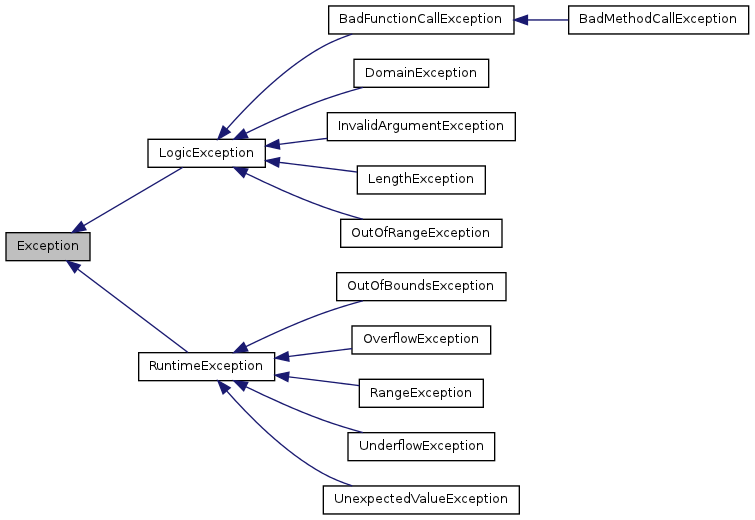 BadFunctionCallException
BadMethodCallException
DomainException
InvalidArgumentException
LogicException
LengthException
OutOfRangeException
Exception
OutOfBoundsException
OverflowException
RuntimeException
RangeException
UnderflowException
UnexpectedValueException